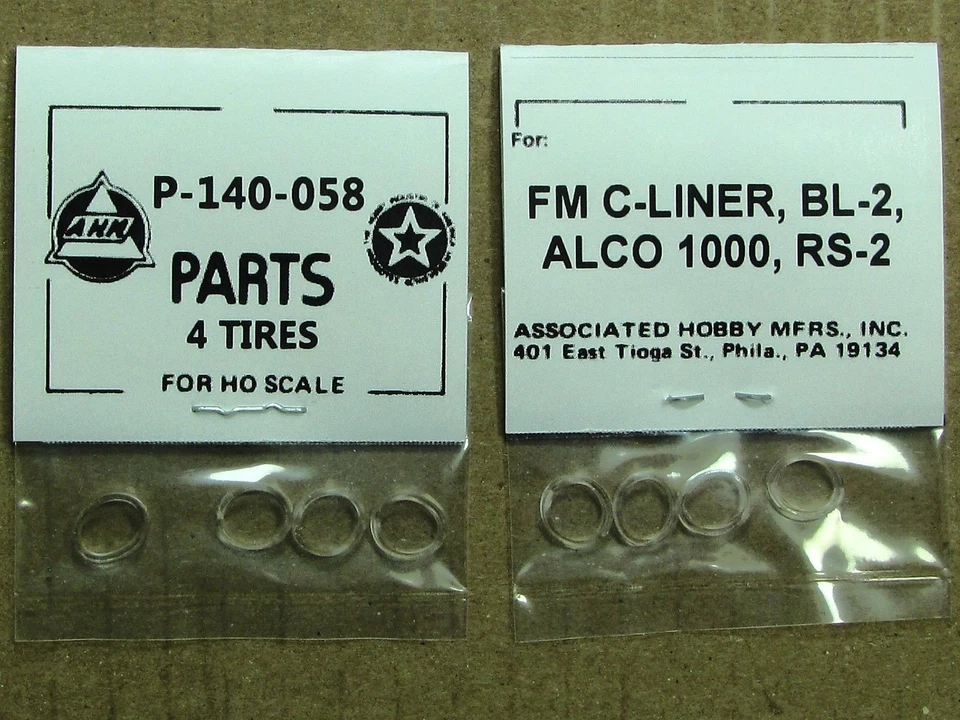 P-140-058
AHM
PARTS
4 TIRES
FOR HO SCALE
For:
FM C-LINER, BL-2,
ALCO 1000, RS-2
ASSOCIATED HOBBY MFRS., INC.
401 East Tioga St., Phila., PA 19134